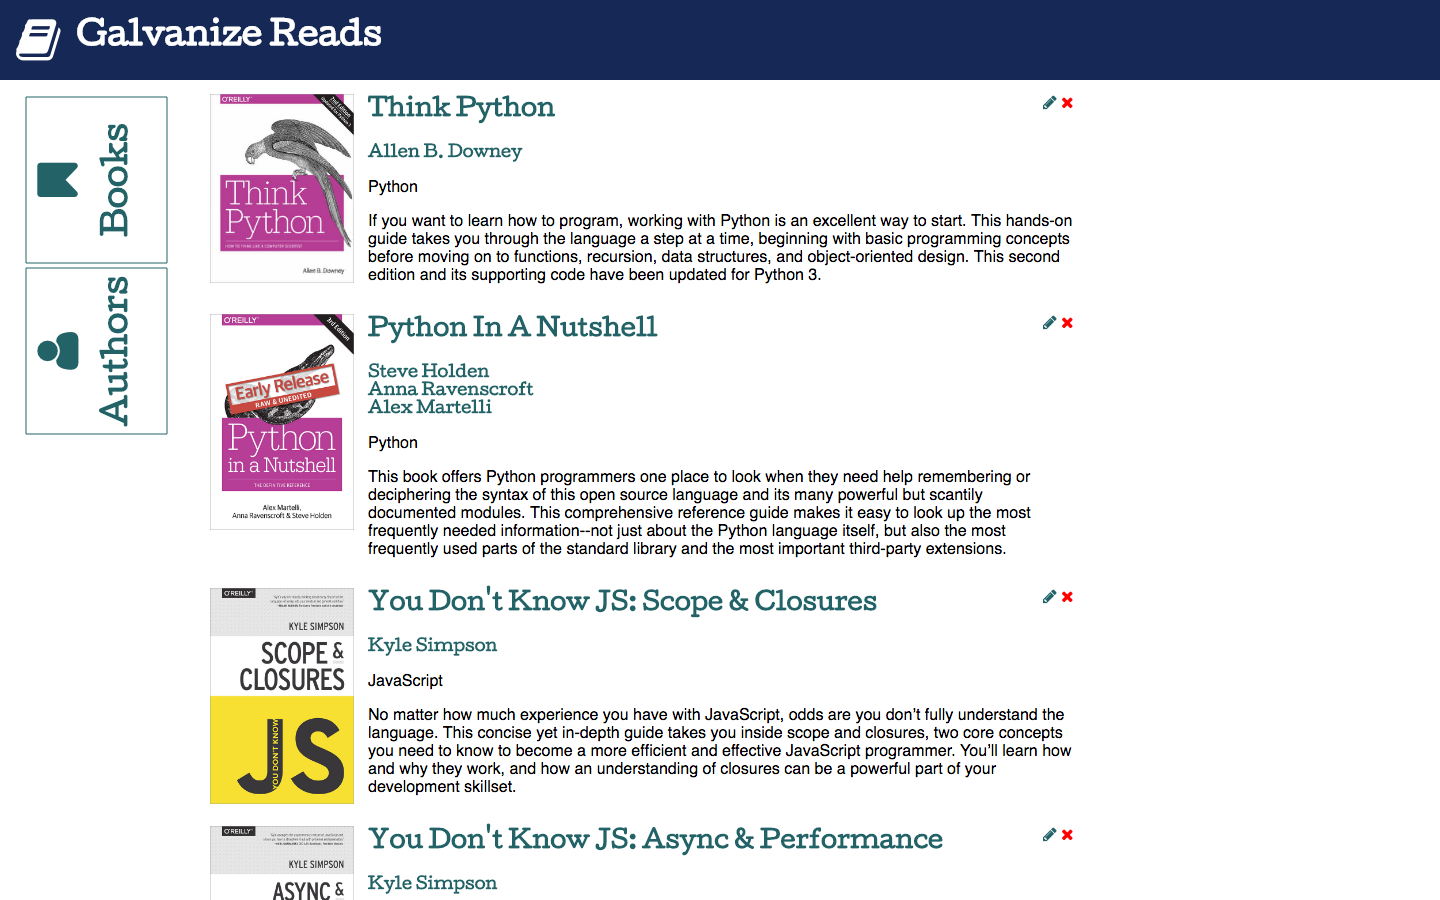 Galvanize Reads
Books
Authors
O'REILLY
2nd Edition
Think
Python
HOW TO THINK LIKE A COMPUTER SCIENTIST
Allen B. Downey
Think Python
Allen B. Downey
Python
If you want to learn how to program, working with Python is an excellent way to start. This hands-on
guide takes you through the language a step at a time, beginning with basic programming concepts
before moving on to functions, recursion, data structures, and object-oriented design. This second
edition and its supporting code have been updated for Python 3.
O'REILLY
3rd Edition
Early Release
RAW & UNEDITED
Python
in a Nutshell
THE DEFINITIVE REFERENCE
Alex Martelli,
Anna Ravenscroft & Steve Holden
Python In A Nutshell
Steve Holden
Anna Ravenscroft
Alex Martelli
Python
This book offers Python programmers one place to look when they need help remembering or
deciphering the syntax of this open source language and its many powerful but scantily
documented modules. This comprehensive reference guide makes it easy to look up the most
frequently needed information--not just about the Python language itself, but also the most
frequently used parts of the standard library and the most important third-party extensions.
O'REILLY
KYLE SIMPSON
SCOPE &
CLOSURES
YOU DON'T KNOW
JS
You Don't Know JS: Scope & Closures
Kyle Simpson
JavaScript
No matter how much experience you have with JavaScript, odds are you don’t fully understand the
language. This concise yet in-depth guide takes you inside scope and closures, two core concepts
you need to know to become a more efficient and effective JavaScript programmer. You’ll learn how
and why they work, and how an understanding of closures can be a powerful part of your
development skillset.
O'REILLY
KYLE SIMPSON
ASYNC &
You Don't Know JS: Async & Performance
Kyle Simpson